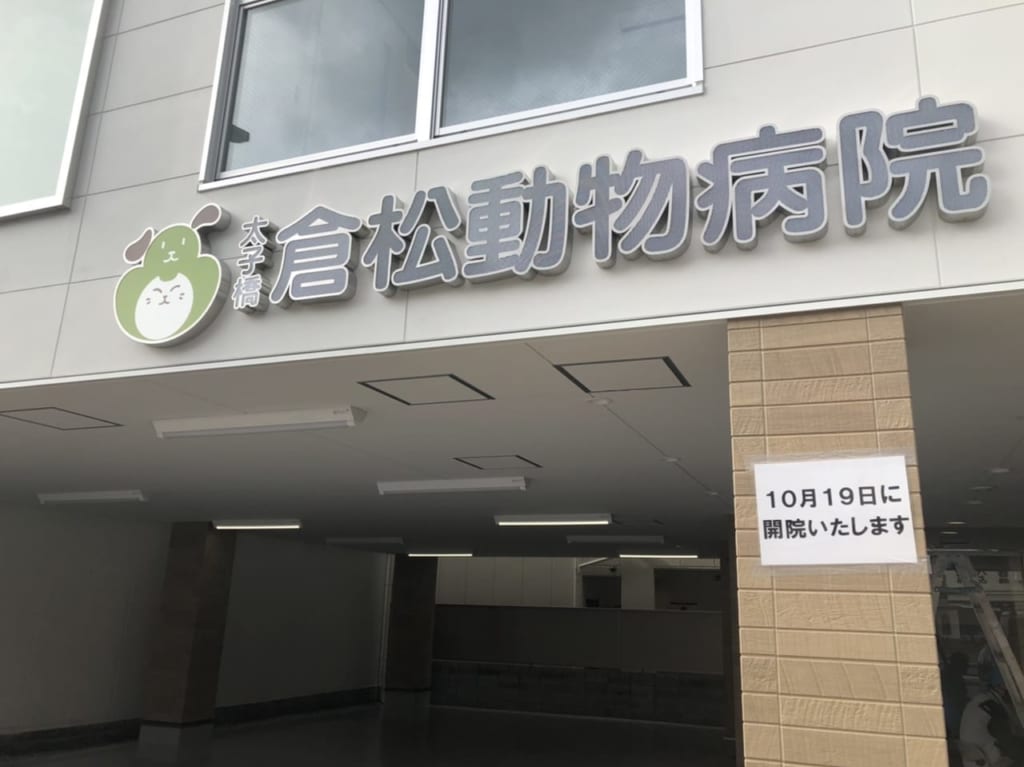 太子橋
倉松動物病院
10月19日に
開院いたします